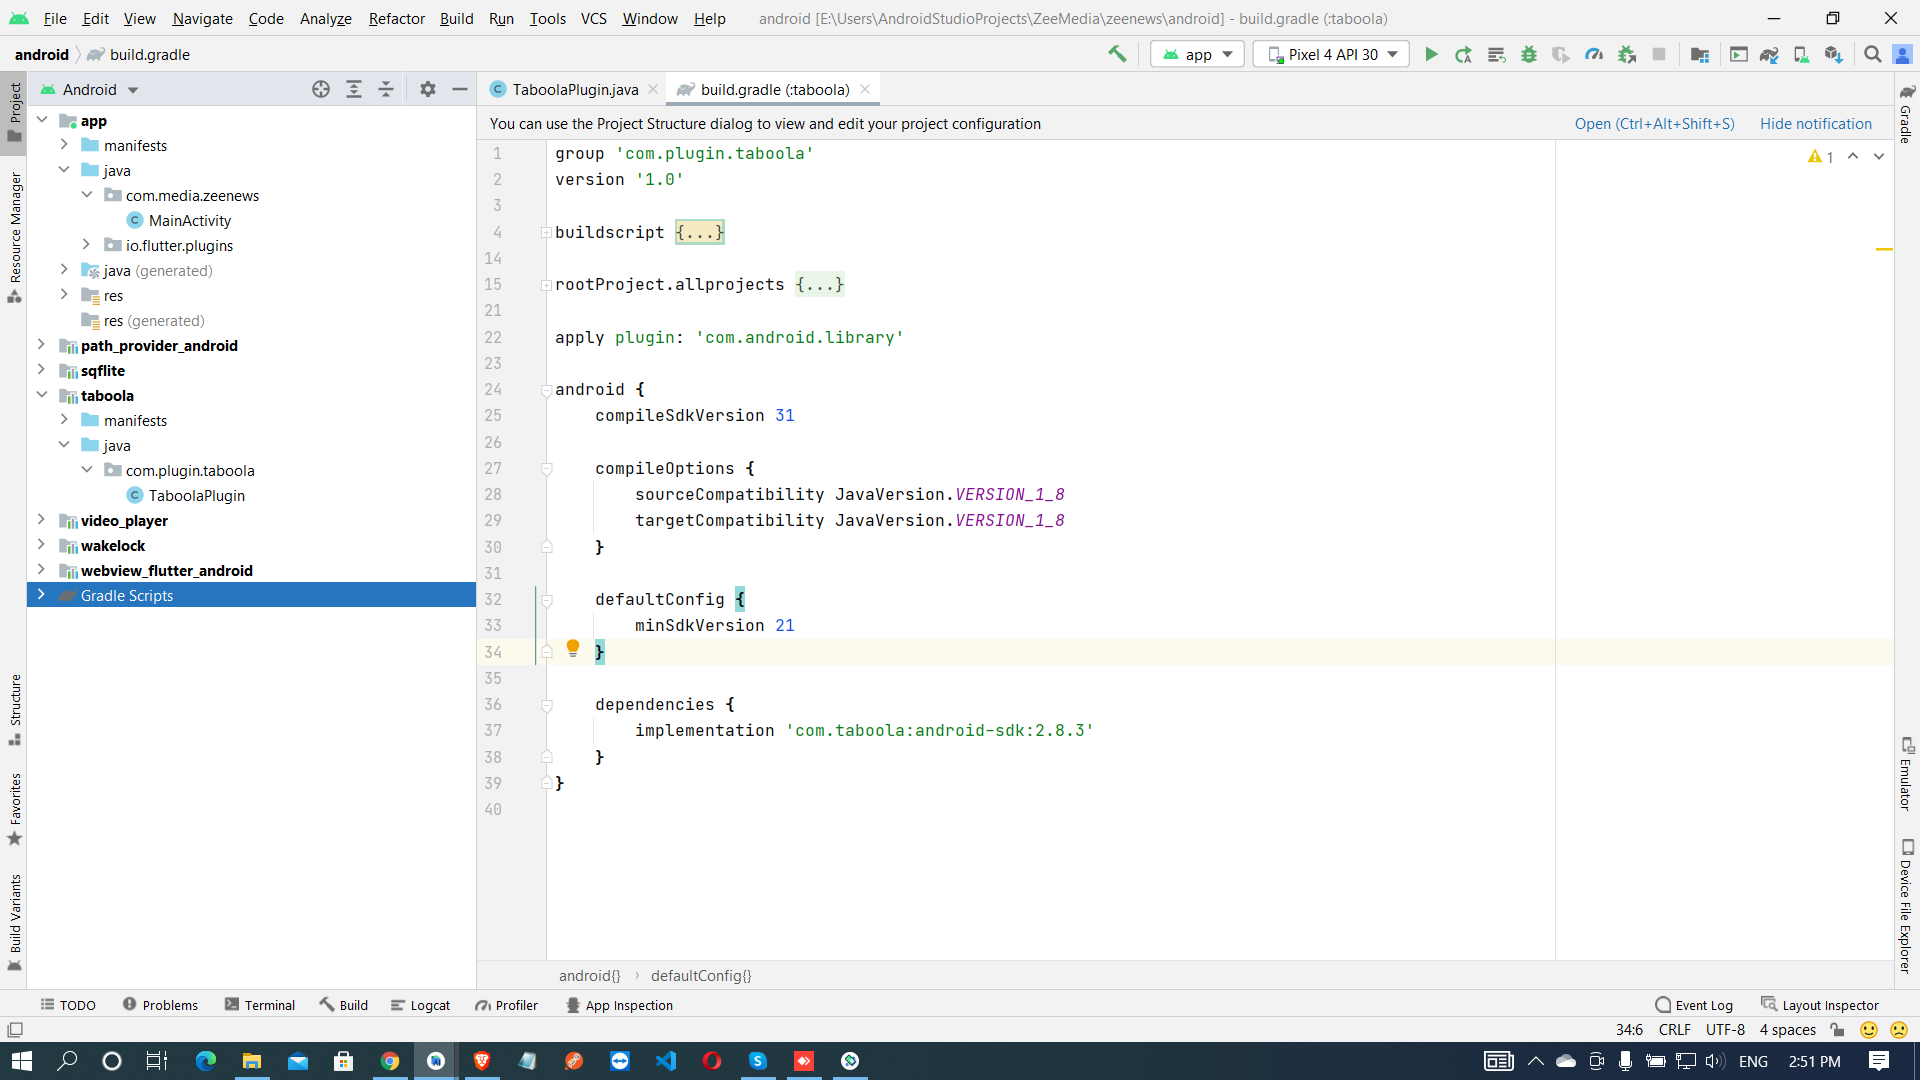 File Edit View Navigate Code Analyze Refactor Build Run Tools VCS Window Help android [E:\Users\AndroidStudioProjects\ZeeMedia\zeenews\android] - build.gradle (:taboola)
android build.gradle app Pixel 4 API 30
Project
Resource Manager
Structure
Favorites
Build Variants
Android
app
manifests
java
com.media.zeenews
MainActivity
io.flutter.plugins
java (generated)
res
res (generated)
path_provider_android
sqflite
taboola
manifests
java
com.plugin.taboola
TaboolaPlugin
video_player
wakelock
webview_flutter_android
Gradle Scripts
TaboolaPlugin.java build.gradle (:taboola)
You can use the Project Structure dialog to view and edit your project configuration Open (Ctrl+Alt+Shift+S) Hide notification
1 group 'com.plugin.taboola'
2 version '1.0'
3
4 buildscript {...}
14
15 rootProject.allprojects {...}
21
22 apply plugin: 'com.android.library'
23
24 android {
25 compileSdkVersion 31
26
27 compileOptions {
28 sourceCompatibility JavaVersion.VERSION_1_8
29 targetCompatibility JavaVersion.VERSION_1_8
30 }
31
32 defaultConfig {
33 minSdkVersion 21
34 }
35
36 dependencies {
37 implementation 'com.taboola:android-sdk:2.8.3'
38 }
39 }
40
1
android{} › defaultConfig{}
Gradle
Emulator
Device File Explorer
TODO Problems Terminal Build Logcat Profiler App Inspection Event Log Layout Inspector
34:6 CRLF UTF-8 4 spaces
ENG 2:51 PM